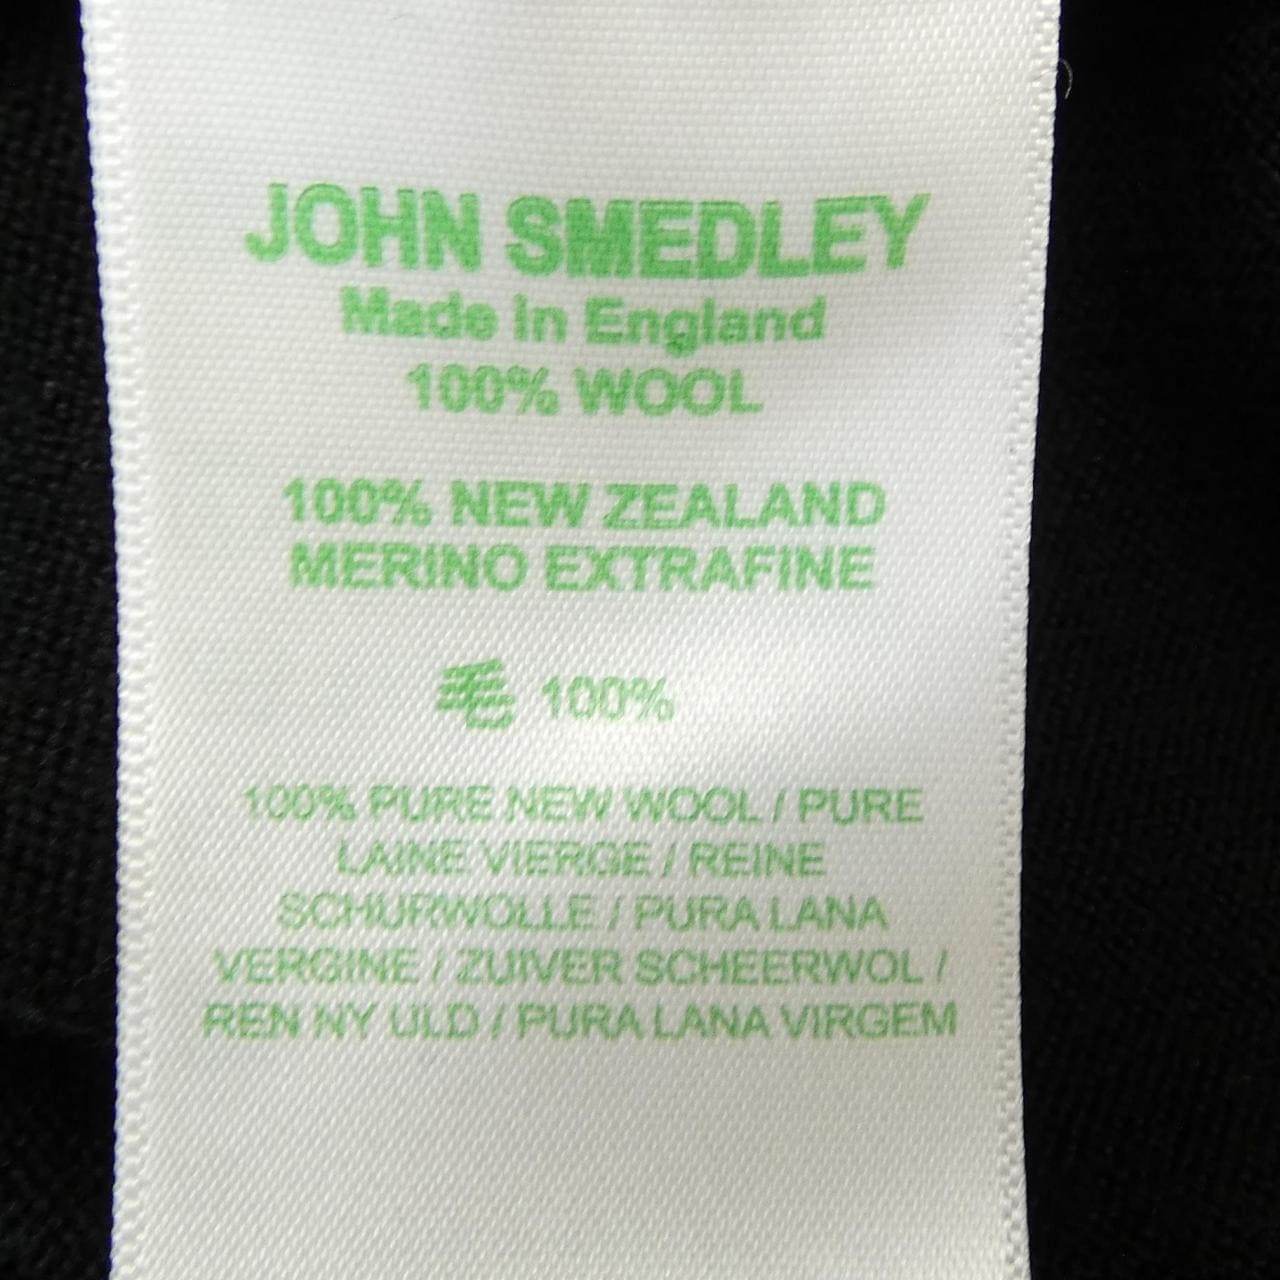 JOHN SMEDLEY
Made in England
100% WOOL
100% NEW ZEALAND
MERINO EXTRAFINE
毛 100%
100% PURE NEW WOOL / PURE
LAINE VIERGE / REINE
SCHURWOLLE / PURA LANA
VERGINE / ZUIVER SCHEERWOL /
REN NY ULD / PURA LANA VIRGEM